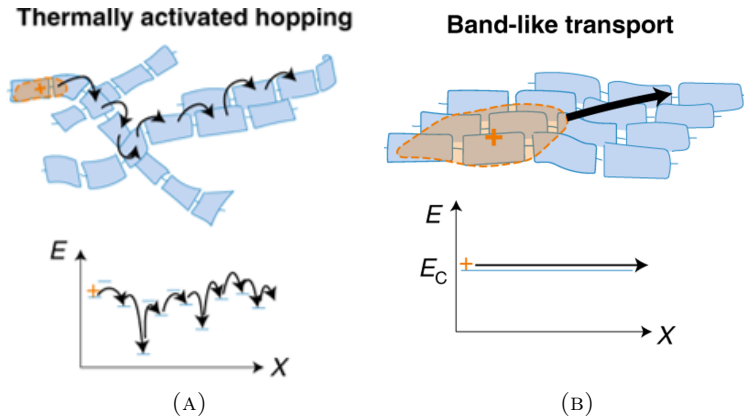 Thermally activated hopping
Band-like transport
+
+
E
+
X
E
E_C
+
X
(A)
(B)